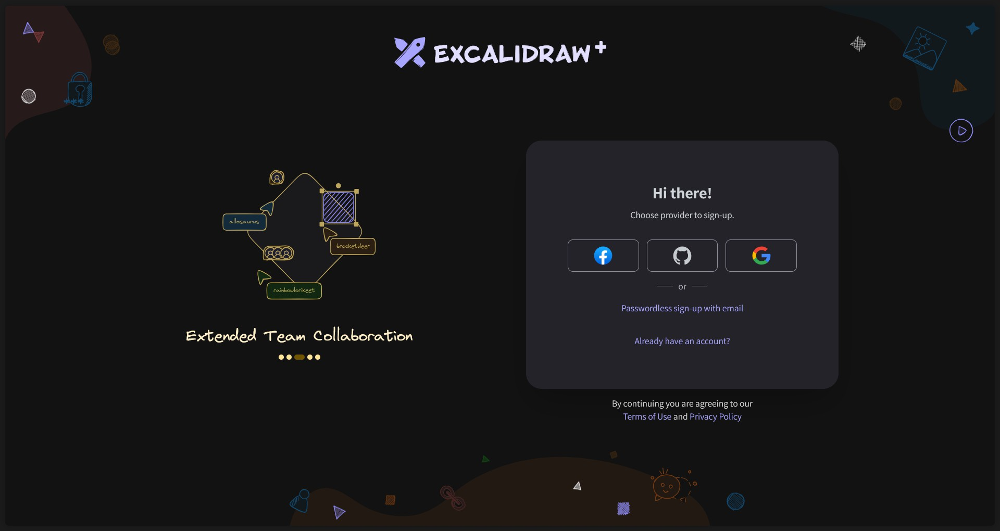 EXCALIDRAW+
allosaurus
brocketdeer
rainbowlorikeet
Extended Team Collaboration
Hi there!
Choose provider to sign-up.
or
Passwordless sign-up with email
Already have an account?
By continuing you are agreeing to our
Terms of Use and Privacy Policy